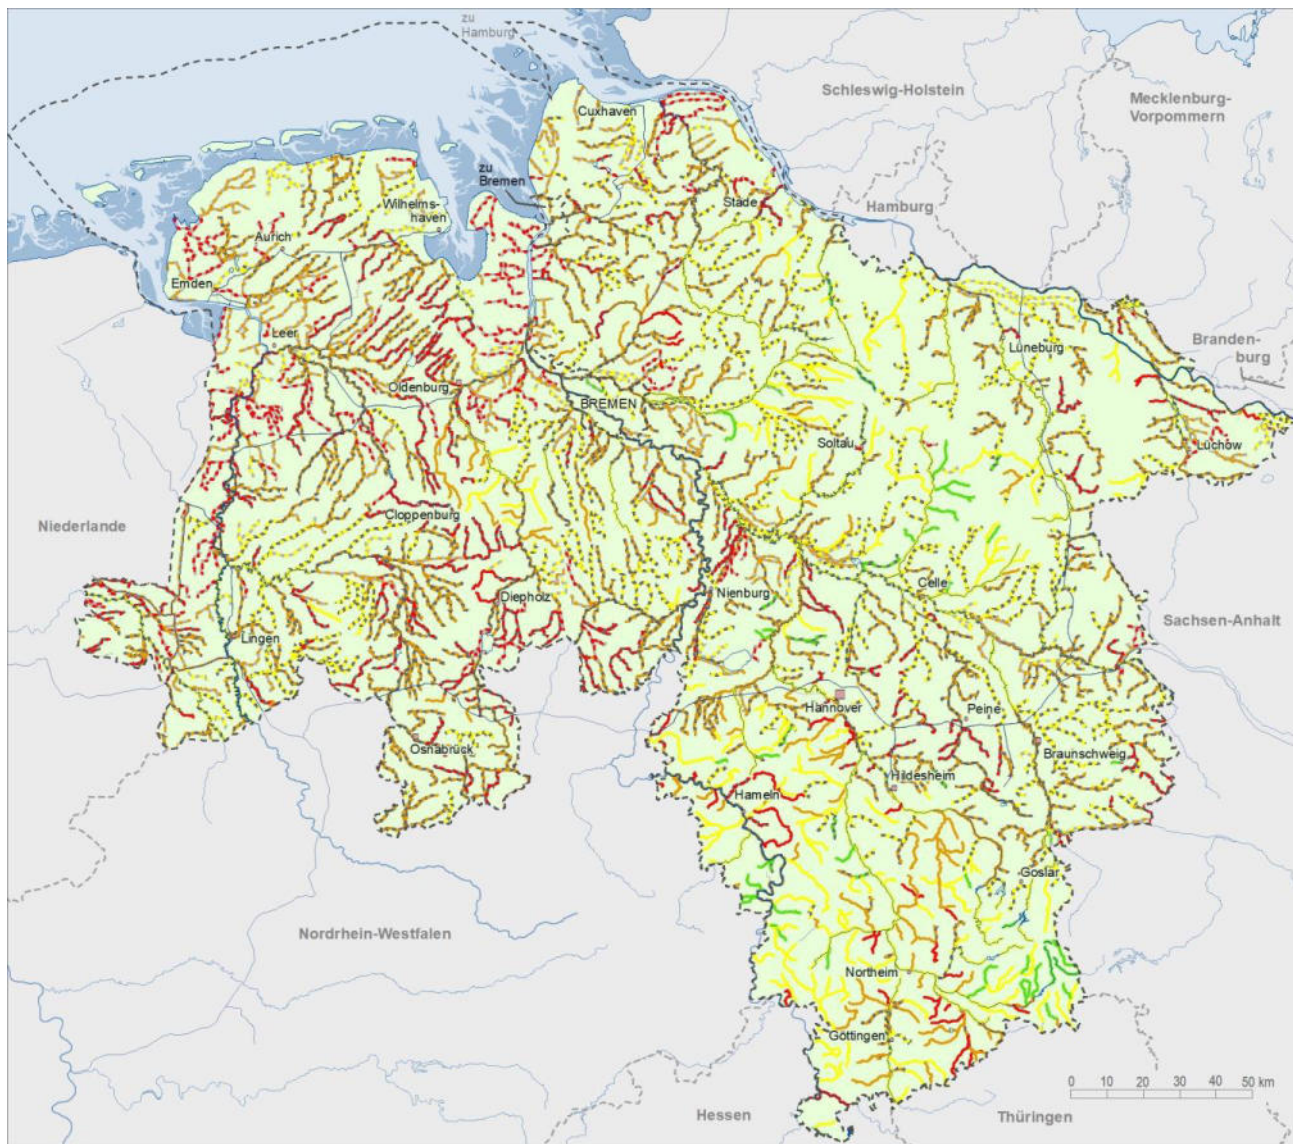 zu
Hamburg
Schleswig-Holstein
Mecklenburg-
Vorpommern
Cuxhaven
zu
Bremen
Stade
Hamburg
Wilhelms-
haven
Aurich
Emden
Leer
Lüneburg
Branden-
burg
Oldenburg
BREMEN
Soltau
Lüchow
Niederlande
Cloppenburg
Celle
Diepholz
Nienburg
Sachsen-Anhalt
Lingen
Hannover
Peine
Osnabrück
Braunschweig
Hildesheim
Hameln
Goslar
Nordrhein-Westfalen
Northeim
Göttingen
0 10 20 30 40 50 km
Hessen
Thüringen